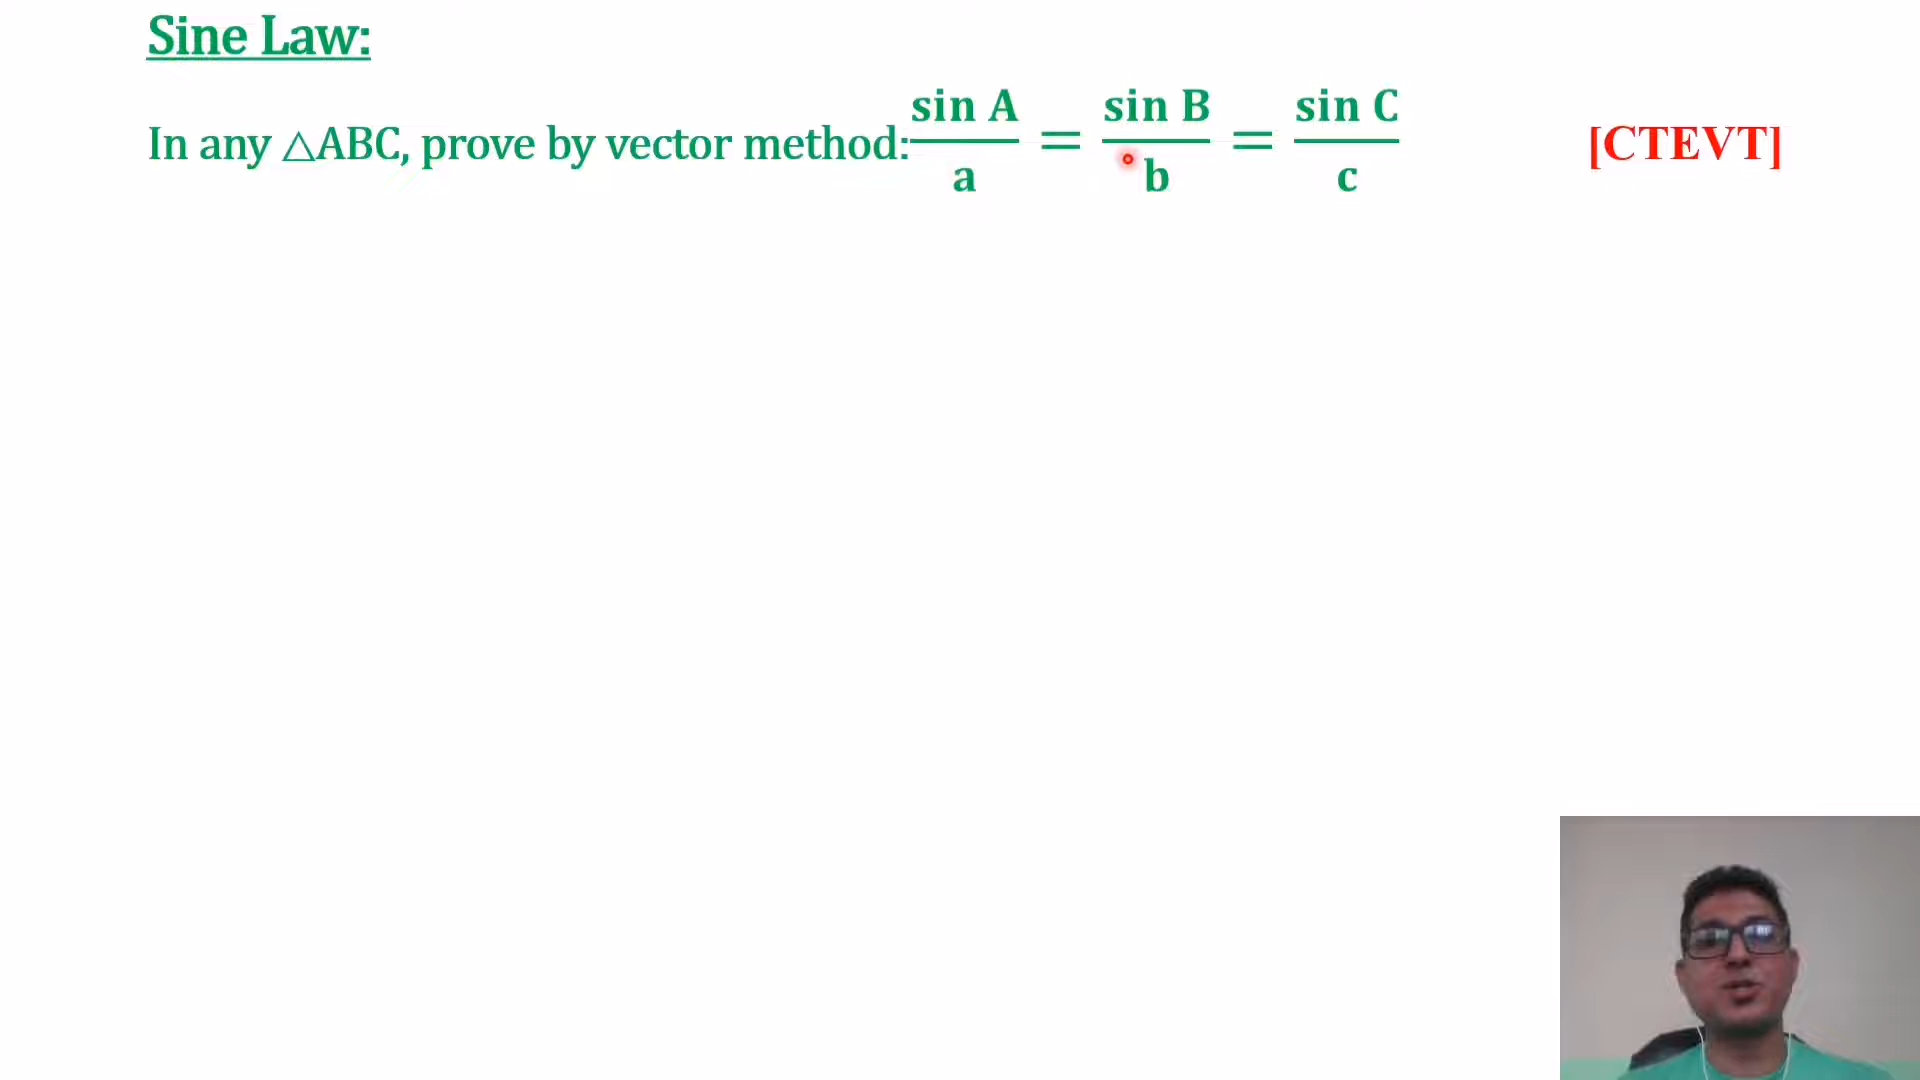 Sine Law:
In any △ABC, prove by vector method: sin A / a = sin B / b = sin C / c [CTEVT]